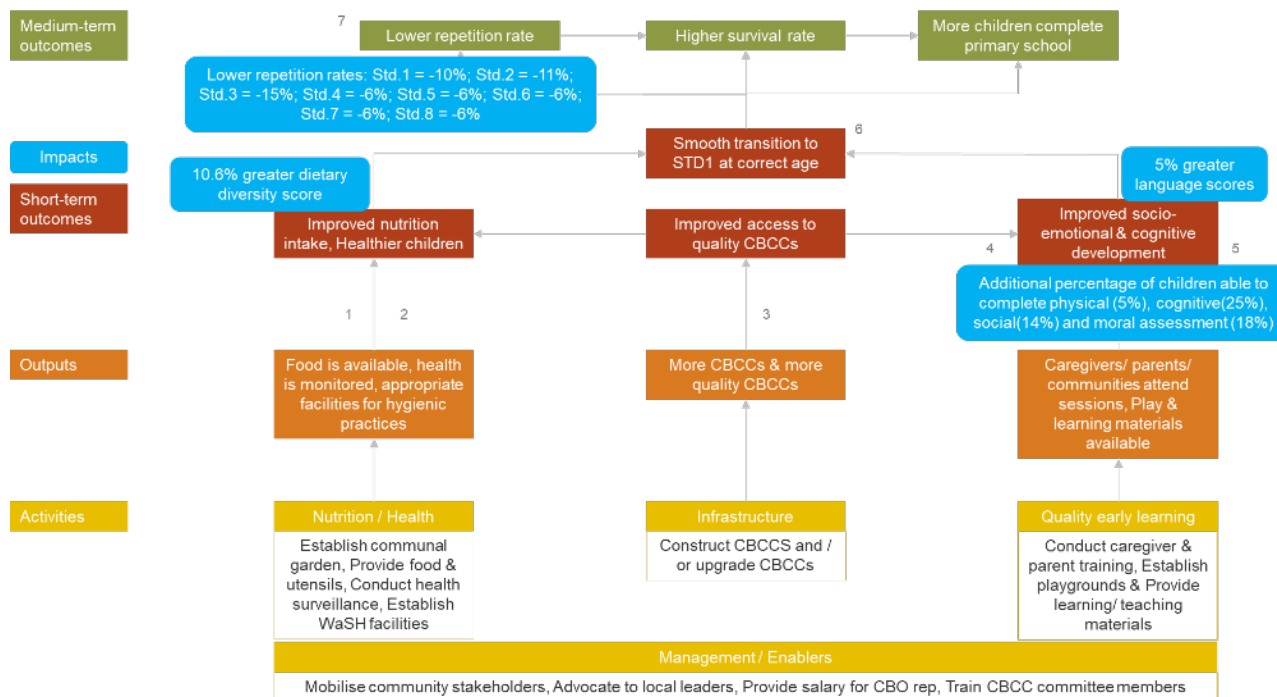 Medium-term
outcomes
7
Lower repetition rate
Higher survival rate
More children complete
primary school
Lower repetition rates: Std.1 = -10%; Std.2 = -11%;
Std.3 = -15%; Std.4 = -6%; Std.5 = -6%; Std.6 = -6%;
Std.7 = -6%; Std.8 = -6%
Impacts
Smooth transition to
STD1 at correct age
6
10.6% greater dietary
diversity score
5% greater
language scores
Short-term
outcomes
Improved nutrition
intake, Healthier children
Improved access to
quality CBCCs
Improved socio-
emotional & cognitive
development
4
5
Additional percentage of children able to
complete physical (5%), cognitive(25%),
social(14%) and moral assessment (18%)
1
2
3
Outputs
Food is available, health
is monitored, appropriate
facilities for hygienic
practices
More CBCCs & more
quality CBCCs
Caregivers/ parents/
communities attend
sessions, Play &
learning materials
available
Activities
Nutrition / Health
Establish communal
garden, Provide food &
utensils, Conduct health
surveillance, Establish
WaSH facilities
Infrastructure
Construct CBCCS and /
or upgrade CBCCs
Quality early learning
Conduct caregiver &
parent training, Establish
playgrounds & Provide
learning/ teaching
materials
Management / Enablers
Mobilise community stakeholders, Advocate to local leaders, Provide salary for CBO rep, Train CBCC committee members